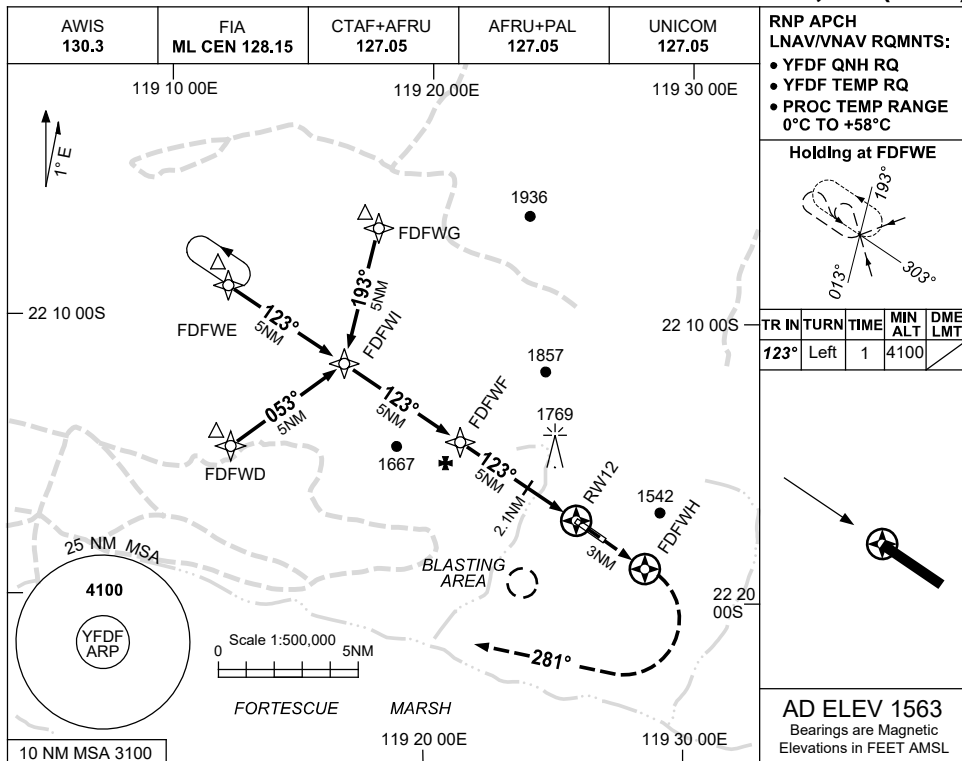 AWIS
130.3
FIA
ML CEN 128.15
CTAF+AFRU
127.05
AFRU+PAL
127.05
UNICOM
127.05
RNP APCH
LNAV/VNAV RQMNTS:
• YFDF QNH RQ
• YFDF TEMP RQ
• PROC TEMP RANGE
0°C TO +58°C
119 10 00E
119 20 00E
119 30 00E
1° E
Holding at FDFWE
193°
013°
303°
TR IN
TURN
TIME
MIN ALT
DME LMT
123°
Left
1
4100
1936
FDFWG
193°
5NM
FDFWE
123°
5NM
FDFWI
22 10 00S
22 10 00S
053°
5NM
FDFWD
123°
5NM
FDFWF
1857
1769
1667
123°
5NM
2.1NM
RW12
1542
3NM
FDFWH
BLASTING
AREA
281°
22 20
00S
25 NM MSA
4100
YFDF
ARP
Scale 1:500,000
0
5NM
FORTESCUE MARSH
10 NM MSA 3100
119 20 00E
119 30 00E
AD ELEV 1563
Bearings are Magnetic
Elevations in FEET AMSL